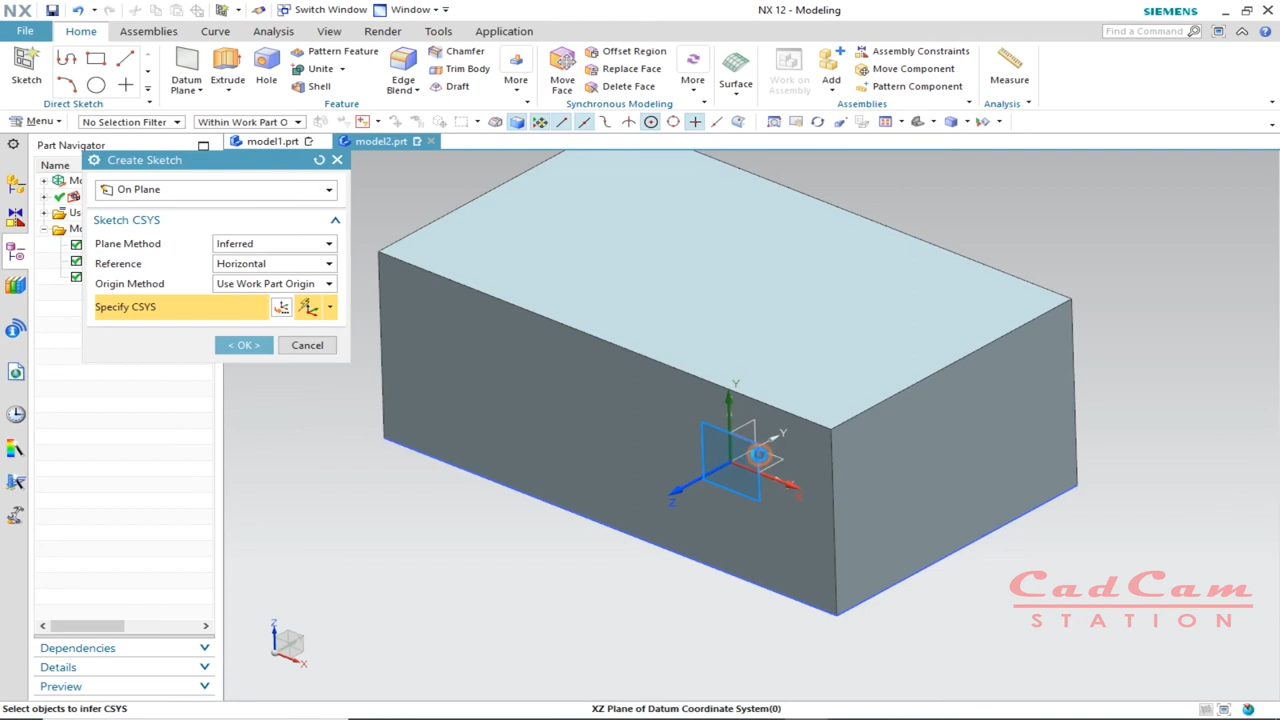 NX
Switch Window
Window
NX 12 - Modeling
SIEMENS
File
Home
Assemblies
Curve
Analysis
View
Render
Tools
Application
Find a Command
Sketch
Direct Sketch
Datum Plane
Extrude
Hole
Pattern Feature
Unite
Shell
Edge Blend
Chamfer
Trim Body
Draft
More
Feature
Move Face
Offset Region
Replace Face
Delete Face
More
Synchronous Modeling
Surface
Work on Assembly
Add
Assembly Constraints
Move Component
Pattern Component
Assemblies
Measure
Analysis
Menu
No Selection Filter
Within Work Part O
Part Navigator
model1.prt
model2.prt
Name
Mo
Us
Mo
Create Sketch
On Plane
Sketch CSYS
Plane Method
Inferred
Reference
Horizontal
Origin Method
Use Work Part Origin
Specify CSYS
< OK >
Cancel
Y
Y
Z
X
Z
X
CadCam
STATION
Dependencies
Details
Preview
Select objects to infer CSYS
XZ Plane of Datum Coordinate System(0)